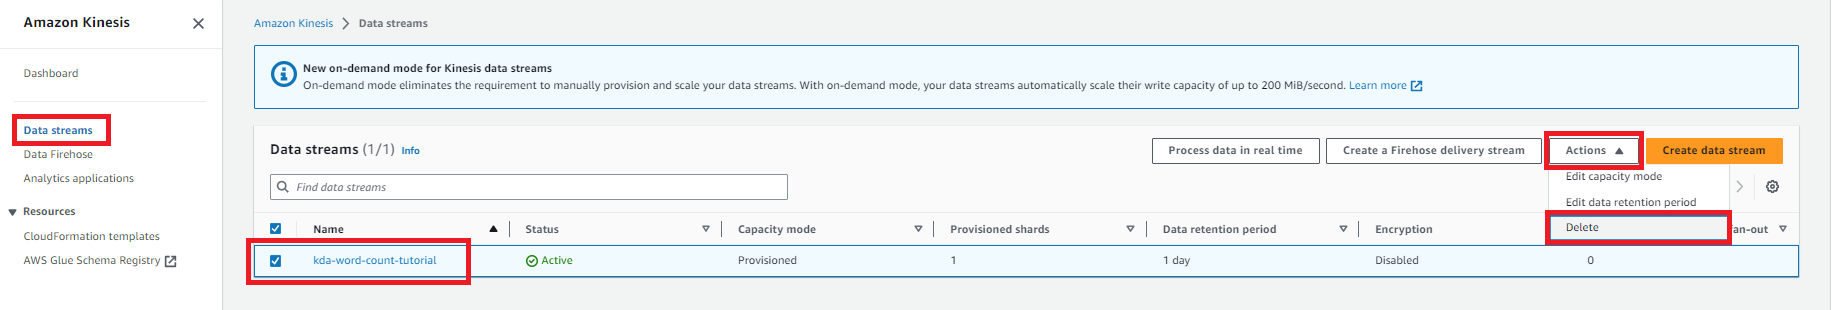 Amazon Kinesis
Dashboard
Data streams
Data Firehose
Analytics applications
Resources
CloudFormation templates
AWS Glue Schema Registry
Amazon Kinesis > Data streams
New on-demand mode for Kinesis data streams
On-demand mode eliminates the requirement to manually provision and scale your data streams. With on-demand mode, your data streams automatically scale their write capacity of up to 200 MiB/second. Learn more
Data streams (1/1) Info
Process data in real time
Create a Firehose delivery stream
Actions
Create data stream
Edit capacity mode
Edit data retention period
Delete
Find data streams
Name Status Capacity mode Provisioned shards Data retention period Encryption fan-out
kda-word-count-tutorial Active Provisioned 1 1 day Disabled 0